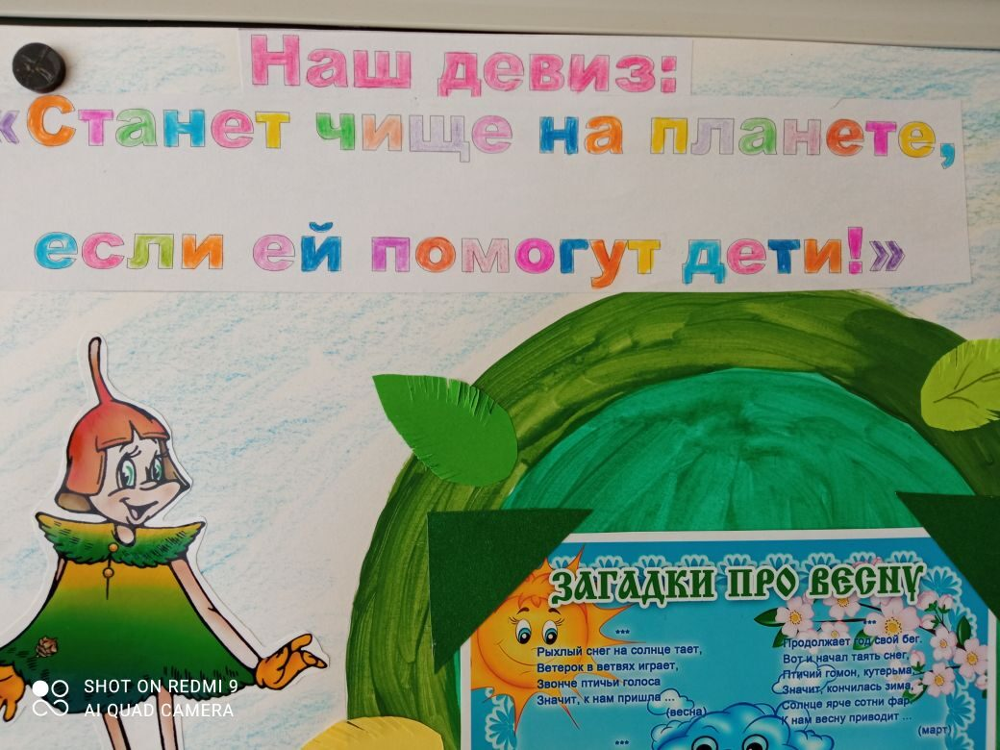 Наш девиз:
«Станет чище на планете,
если ей помогут дети!»
ЗАГАДКИ ПРО ВЕСНУ
***
Рыхлый снег на солнце тает,
Ветерок в ветвях играет,
Звонче птичьи голоса
Значит, к нам пришла ...
(весна)
***
***
Продолжает год свой бег.
Вот и начал таять снег,
Птичий гомон, кутерьма,
Значит, кончилась зима,
Солнце ярче сотни фар,
К нам весну приводит ...
(март)
SHOT ON REDMI 9
AI QUAD CAMERA